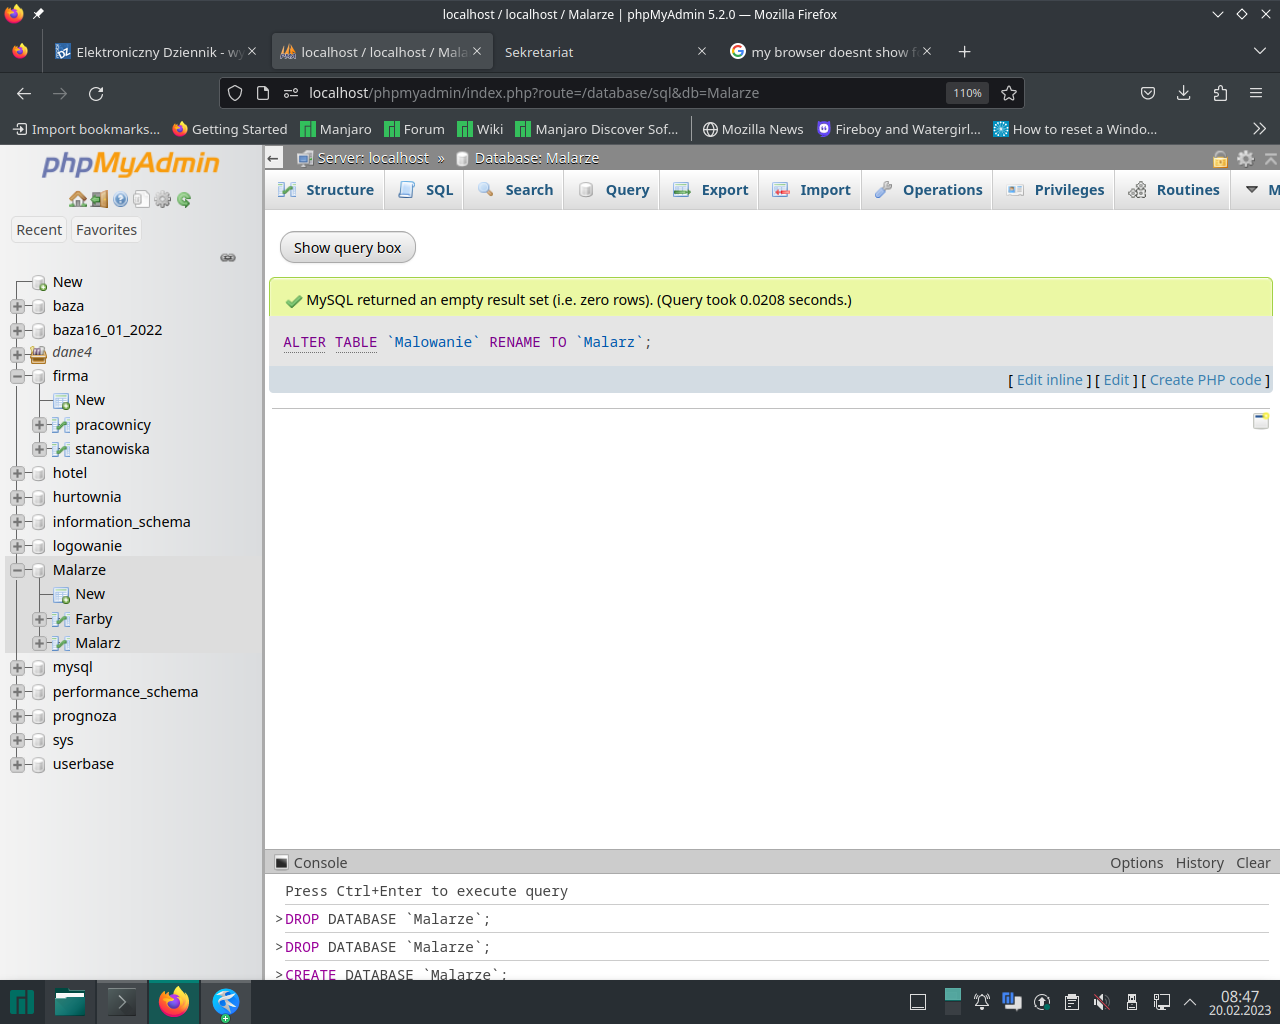 localhost / localhost / Malarze | phpMyAdmin 5.2.0 — Mozilla Firefox
Elektroniczny Dziennik - wy
localhost / localhost / Mala
Sekretariat
my browser doesnt show f
localhost/phpmyadmin/index.php?route=/database/sql&db=Malarze
110%
Import bookmarks...
Getting Started
Manjaro
Forum
Wiki
Manjaro Discover Sof...
Mozilla News
Fireboy and Watergirl...
How to reset a Windo...
phpMyAdmin
Server: localhost » Database: Malarze
Structure
SQL
Search
Query
Export
Import
Operations
Privileges
Routines
M
Recent
Favorites
New
baza
baza16_01_2022
dane4
firma
New
pracownicy
stanowiska
hotel
hurtownia
information_schema
logowanie
Malarze
New
Farby
Malarz
mysql
performance_schema
prognoza
sys
userbase
Show query box
MySQL returned an empty result set (i.e. zero rows). (Query took 0.0208 seconds.)
ALTER TABLE `Malowanie` RENAME TO `Malarz`;
[ Edit inline ] [ Edit ] [ Create PHP code ]
Console
Options
History
Clear
Press Ctrl+Enter to execute query
>DROP DATABASE `Malarze`;
>DROP DATABASE `Malarze`;
>CREATE DATABASE `Malarze`;
08:47
20.02.2023